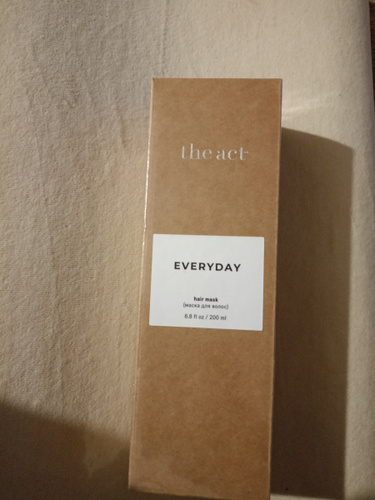 the act
EVERYDAY
hair mask
(маска для волос)
6.8 fl oz / 200 ml